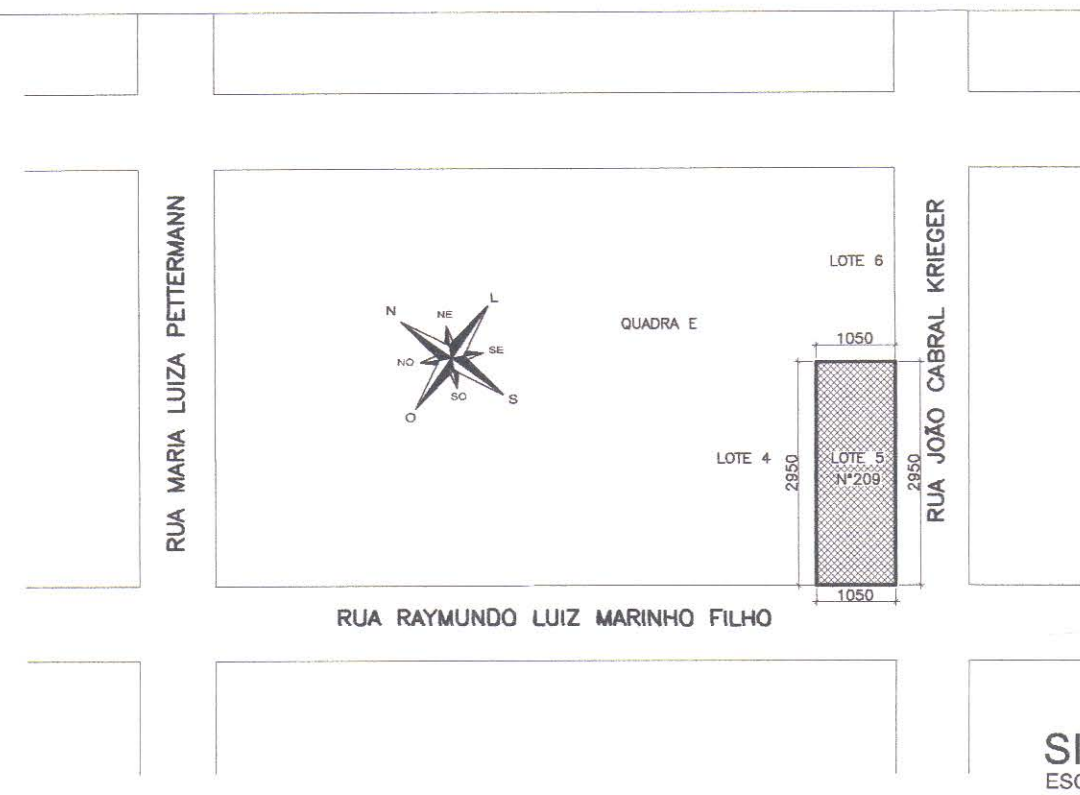 RUA MARIA LUIZA PETTERMANN
N
NE
L
NO
SE
O
SO
S
QUADRA E
LOTE 6
RUA JOÃO CABRAL KRIEGER
1050
LOTE 4
2950
LOTE 5
N°209
2950
1050
RUA RAYMUNDO LUIZ MARINHO FILHO